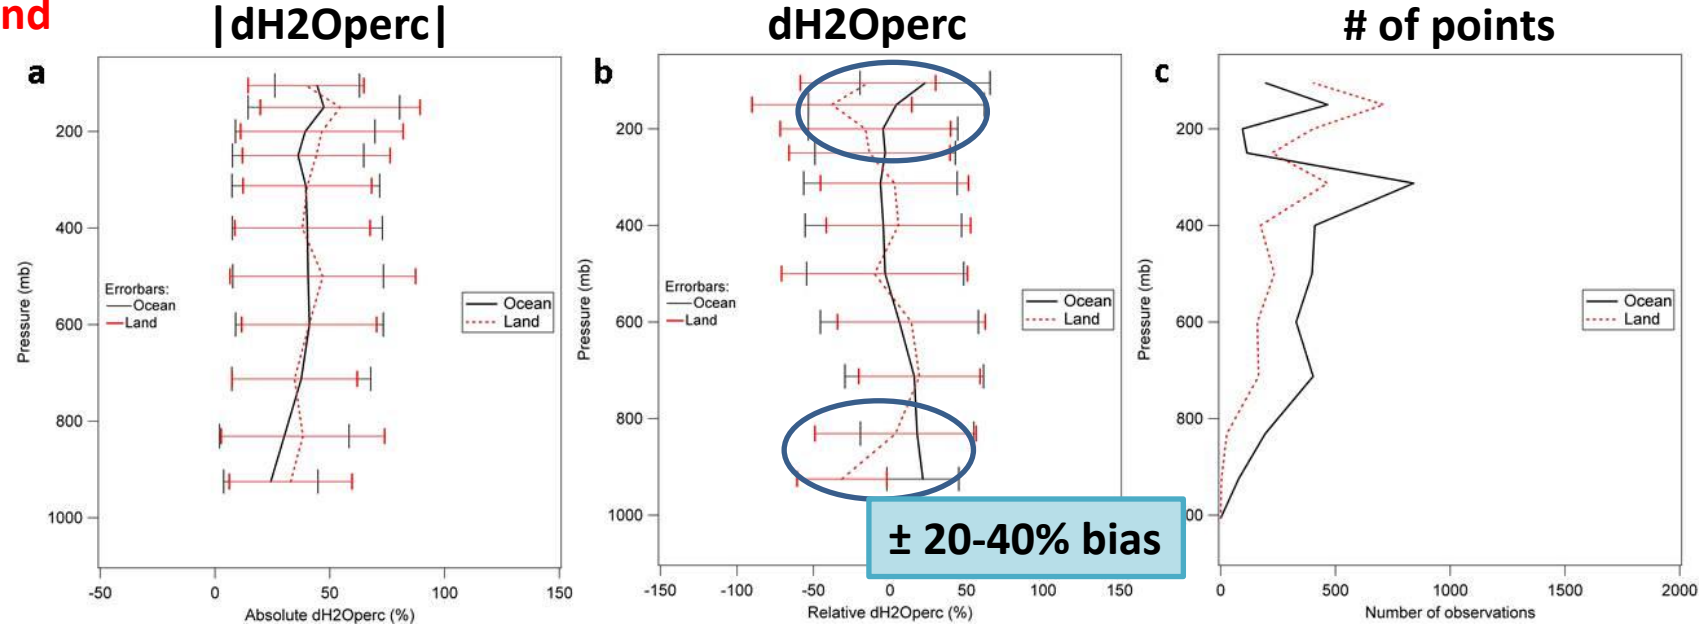 nd
|dH2Operc|
dH2Operc
# of points
a
b
c
200
400
600
800
1000
Pressure (mb)
Errorbars:
Ocean
Land
Ocean
Land
-50
0
50
100
150
Absolute dH2Operc (%)
200
400
600
800
1000
Pressure (mb)
Errorbars:
Ocean
Land
Ocean
Land
± 20-40% bias
-150
-100
-50
0
50
100
150
Relative dH2Operc (%)
200
400
600
800
00
Pressure (mb)
Ocean
Land
0
500
1000
1500
2000
Number of observations